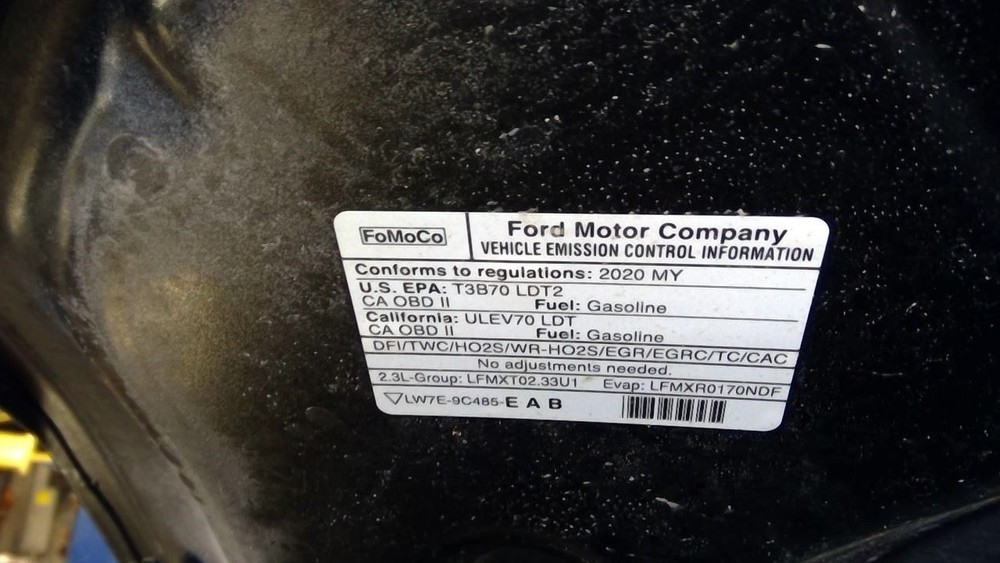 FoMoCo
Ford Motor Company
VEHICLE EMISSION CONTROL INFORMATION
Conforms to regulations: 2020 MY
U.S. EPA: T3B70 LDT2
CA OBD II Fuel: Gasoline
California: ULEV70 LDT
CA OBD II Fuel: Gasoline
DFI/TWC/HO2S/WR-HO2S/EGR/EGRC/TC/CAC
No adjustments needed.
2.3L-Group: LFMXT02.33U1 Evap: LFMXR0170NDF
LW7E-9C485-E A B